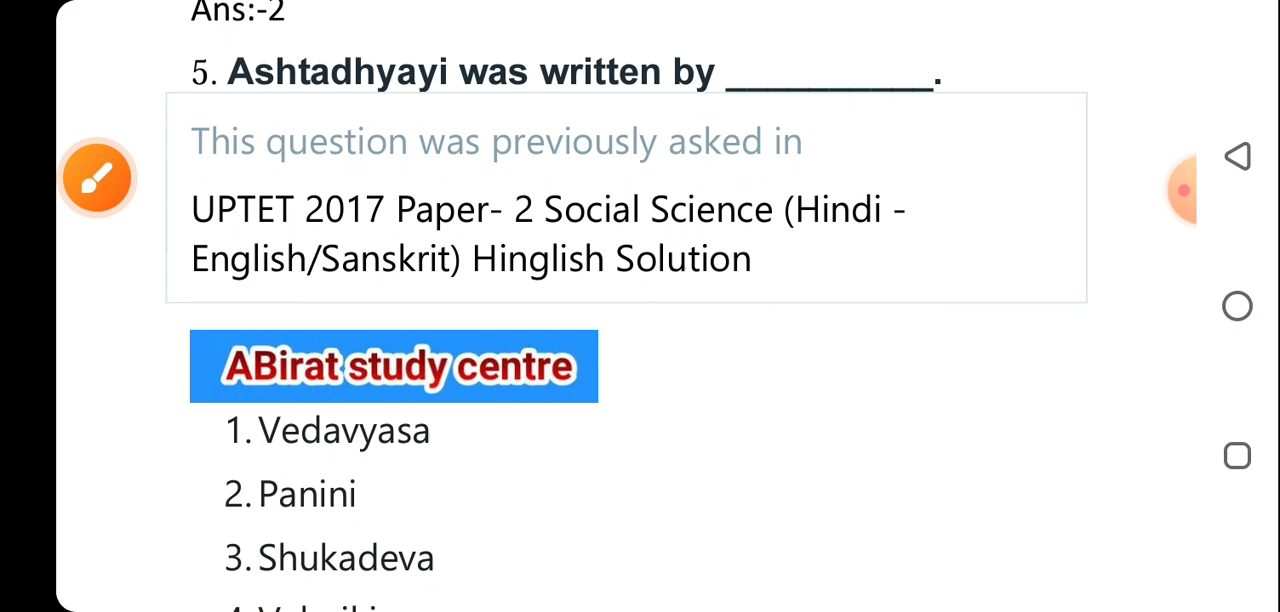 Ans:-2
5. Ashtadhyayi was written by __________.
This question was previously asked in
UPTET 2017 Paper- 2 Social Science (Hindi -
English/Sanskrit) Hinglish Solution
ABirat study centre
1. Vedavyasa
2. Panini
3. Shukadeva